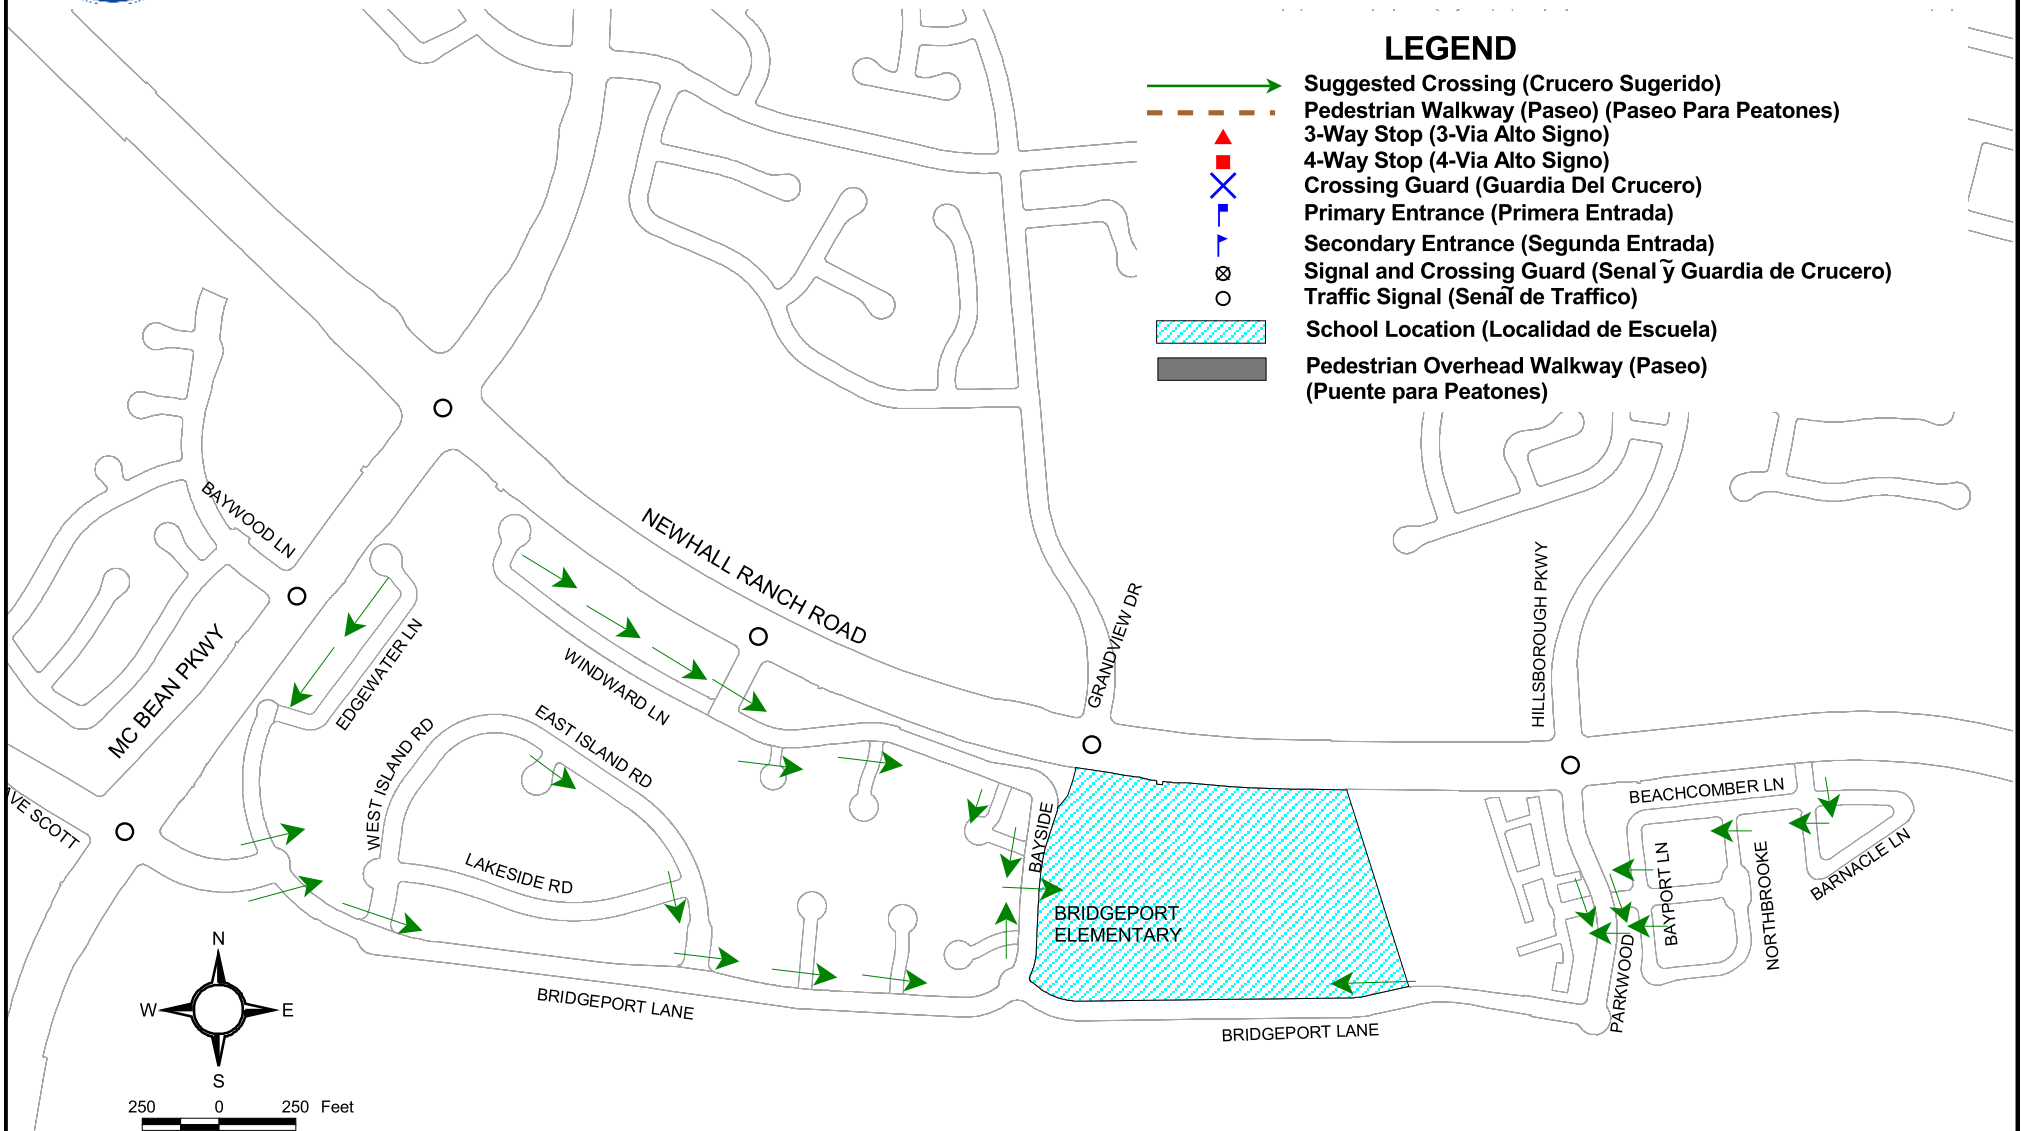 LEGEND
Suggested Crossing (Crucero Sugerido)
Pedestrian Walkway (Paseo) (Paseo Para Peatones)
3-Way Stop (3-Via Alto Signo)
4-Way Stop (4-Via Alto Signo)
Crossing Guard (Guardia Del Crucero)
Primary Entrance (Primera Entrada)
Secondary Entrance (Segunda Entrada)
Signal and Crossing Guard (Senal ~ y Guardia de Crucero)
Traffic Signal (Senal~ de Traffico)
School Location (Localidad de Escuela)
Pedestrian Overhead Walkway (Paseo)
(Puente para Peatones)
BAYWOOD LN
NEWHALL RANCH ROAD
MC BEAN PKWY
EDGEWATER LN
WINDWARD LN
GRANDVIEW DR
HILLSBOROUGH PKWY
WEST ISLAND RD
EAST ISLAND RD
AVE SCOTT
LAKESIDE RD
BAYSIDE
BEACHCOMBER LN
BAYPORT LN
NORTHBROOKE
BARNACLE LN
BRIDGEPORT
ELEMENTARY
PARKWOOD
BRIDGEPORT LANE
BRIDGEPORT LANE
N
W E
S
250 0 250 Feet